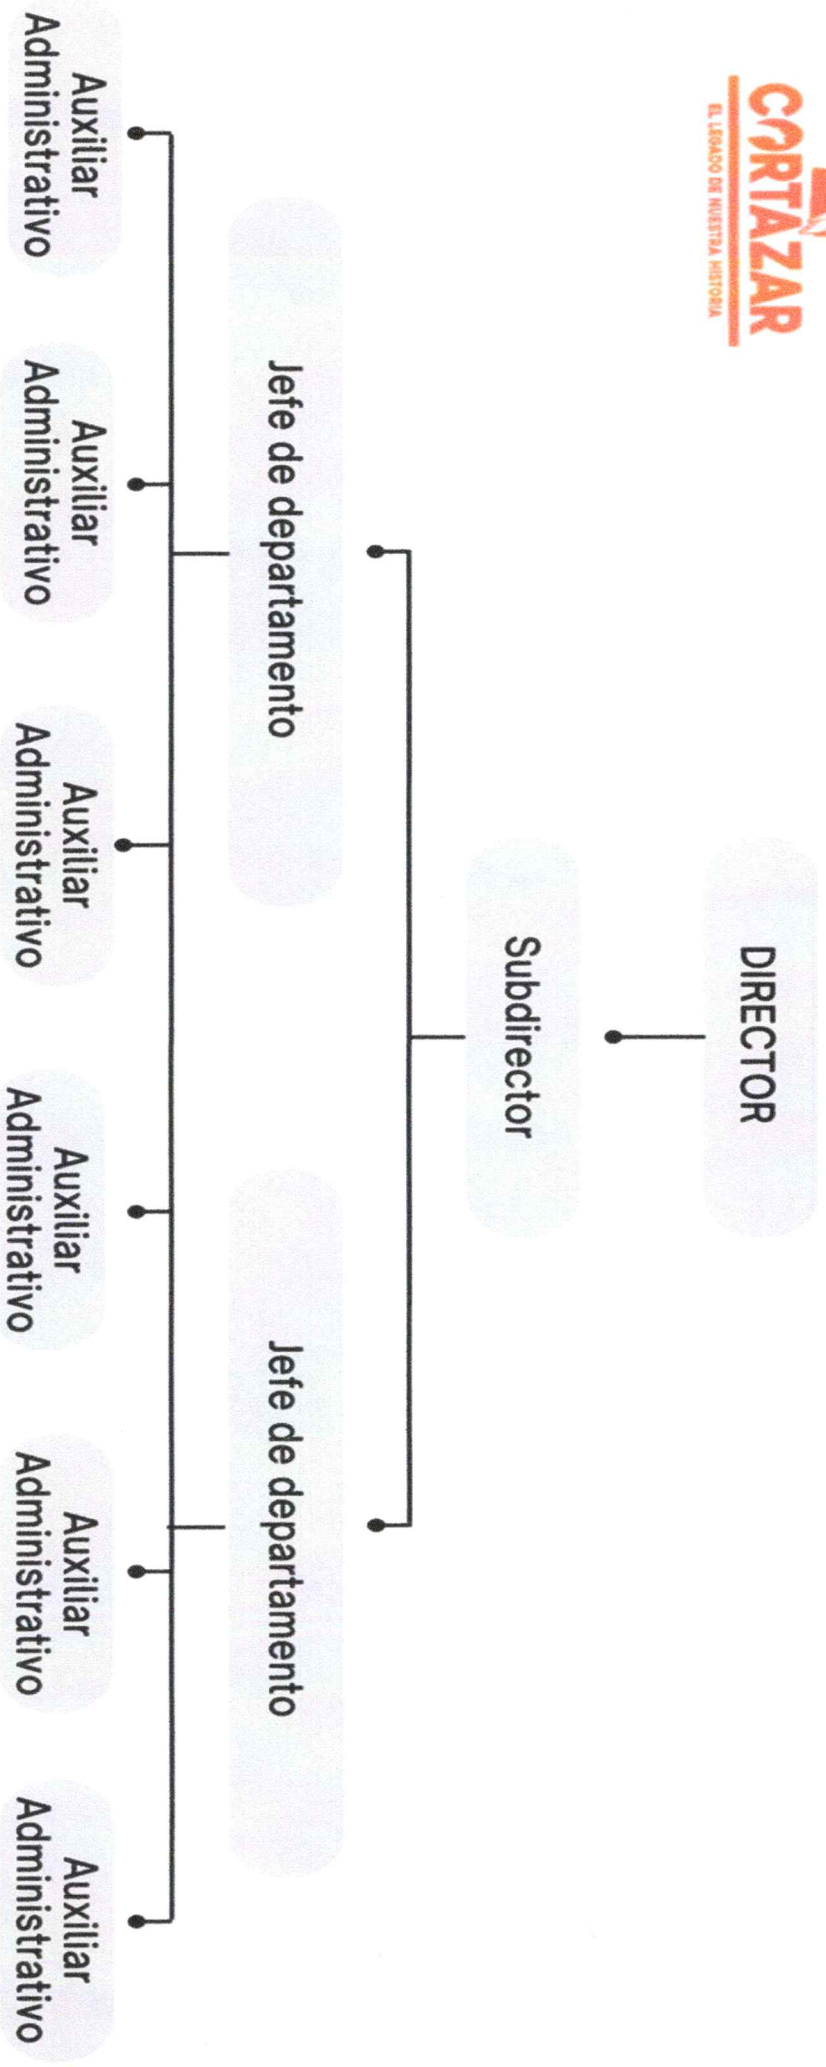 CORTAZAR
EL LEGADO DE NUESTRA HISTORIA
DIRECTOR
Subdirector
Jefe de departamento
Jefe de departamento
Auxiliar
Administrativo
Auxiliar
Administrativo
Auxiliar
Administrativo
Auxiliar
Administrativo
Auxiliar
Administrativo
Auxiliar
Administrativo